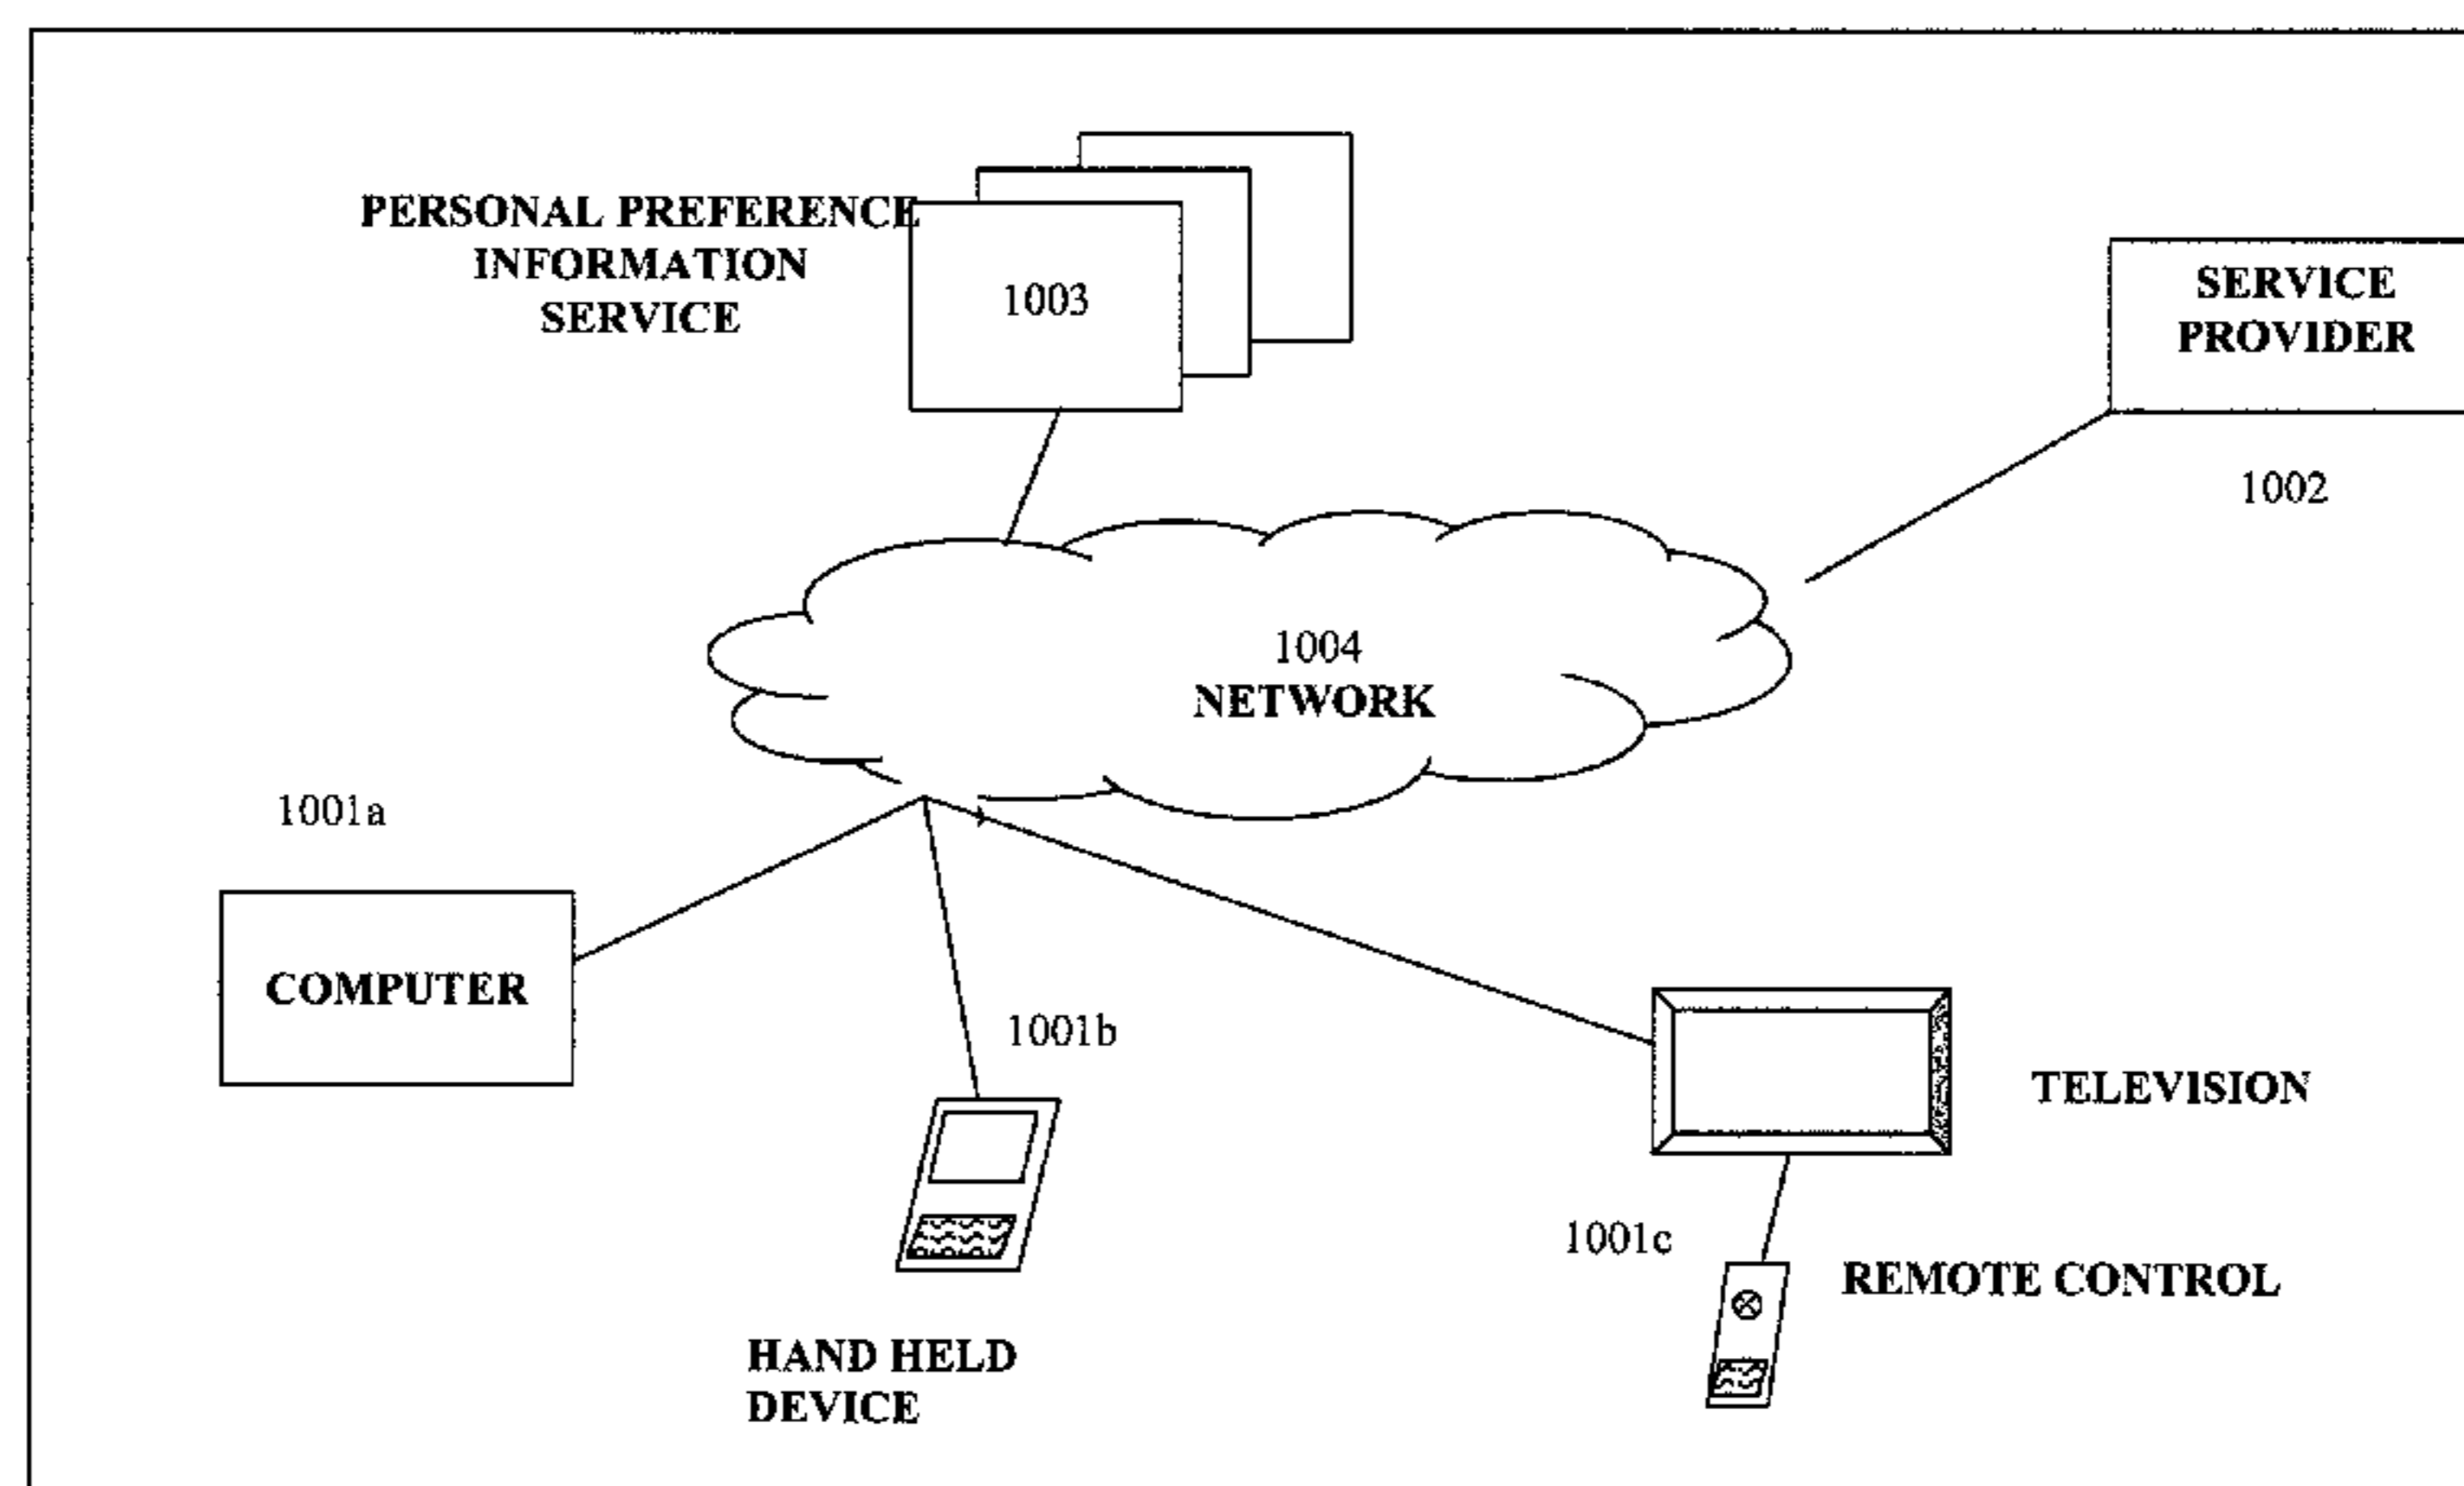 PERSONAL PREFERENCE
INFORMATION
SERVICE
1003
SERVICE
PROVIDER
1002
1004
NETWORK
1001a
COMPUTER
1001b
TELEVISION
1001c
REMOTE CONTROL
HAND HELD
DEVICE